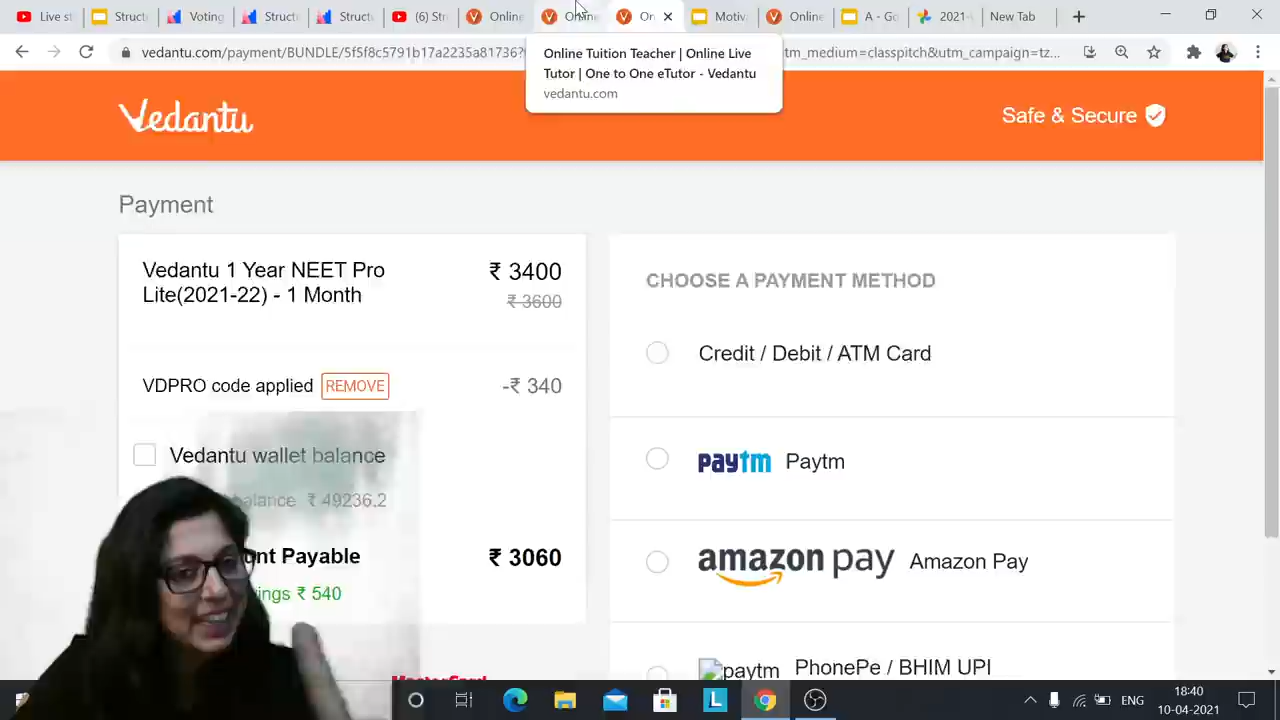 Live s
Struct
Voting
Structu
Structu
(6) Str
Online
Online
On
Motiv
Online
A - Go
2021-
New Tab
vedantu.com/payment/BUNDLE/5f5f8c5791b17a2235a81736?
tm_medium=classpitch&utm_campaign=tz...
Online Tuition Teacher | Online Live
Tutor | One to One eTutor - Vedantu
vedantu.com
Vedantu
Safe & Secure
Payment
Vedantu 1 Year NEET Pro
Lite(2021-22) - 1 Month
₹ 3400
₹ 3600
VDPRO code applied REMOVE
-₹ 340
Vedantu wallet balance
balance ₹ 49236.2
nt Payable
₹ 3060
ings ₹ 540
CHOOSE A PAYMENT METHOD
Credit / Debit / ATM Card
paytm Paytm
amazon pay Amazon Pay
paytm PhonePe / BHIM UPI
MasterCard
ENG
18:40
10-04-2021